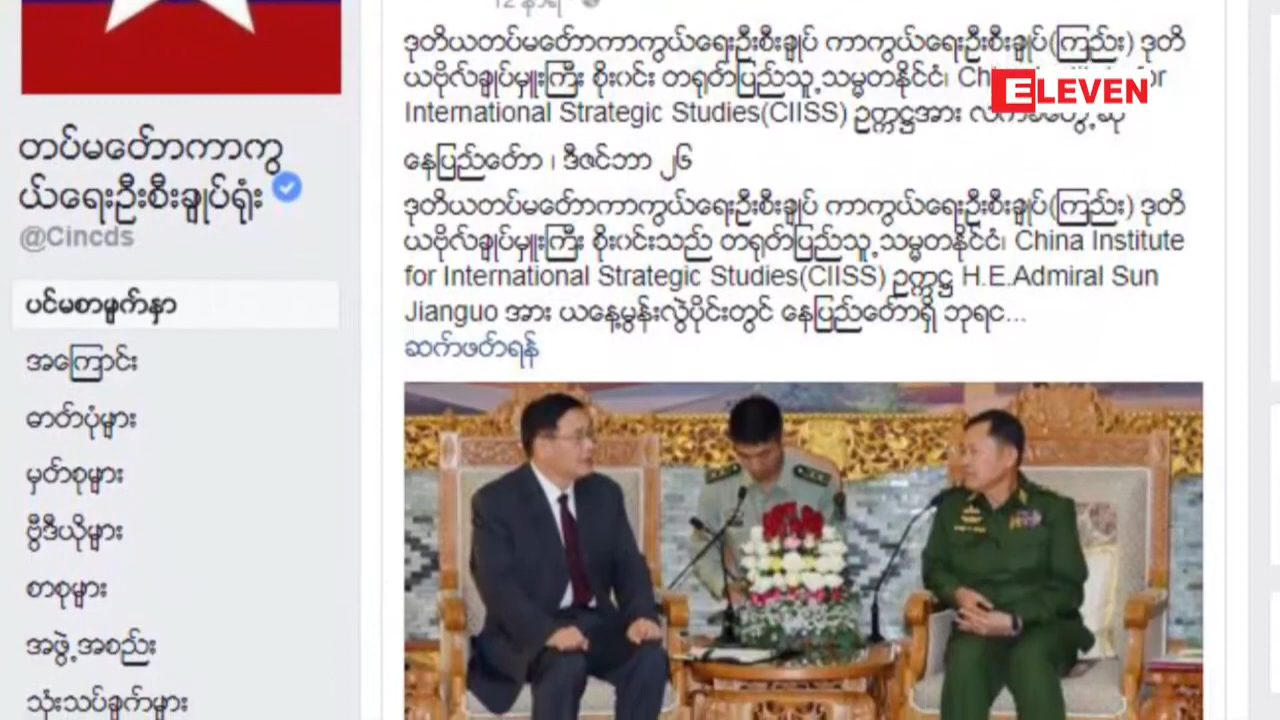 ဒုတိယတပ်မတော်ကာကွယ်ရေးဦးစီးချုပ် ကာကွယ်ရေးဦးစီးချုပ်(ကြည်း) ဒုတိ
ယဗိုလ်ချုပ်မှူးကြီး စိုးဝင်း တရုတ်ပြည်သူ့သမ္မတနိုင်ငံ၊
International Strategic Studies(CIISS) ဥက္ကဋ္ဌအား
ELEVEN
နေပြည်တော် ၊ ဒီဇင်ဘာ ၂၆
ဒုတိယတပ်မတော်ကာကွယ်ရေးဦးစီးချုပ် ကာကွယ်ရေးဦးစီးချုပ်(ကြည်း) ဒုတိ
ယဗိုလ်ချုပ်မှူးကြီး စိုးဝင်းသည် တရုတ်ပြည်သူ့သမ္မတနိုင်ငံ၊ China Institute
for International Strategic Studies(CIISS) ဥက္ကဋ္ဌ H.E.Admiral Sun
Jianguo အား ယနေ့မွန်းလွဲပိုင်းတွင် နေပြည်တော်ရှိ ဘုရင...
ဆက်ဖတ်ရန်
တပ်မတော်ကာကွ
ယ်ရေးဦးစီးချုပ်ရုံး
@Cincds
ပင်မစာမျက်နှာ
အကြောင်း
ဓာတ်ပုံများ
မှတ်စုများ
ဗွီဒီယိုများ
စာစုများ
အဖွဲ့အစည်း
သုံးသပ်ချက်များ